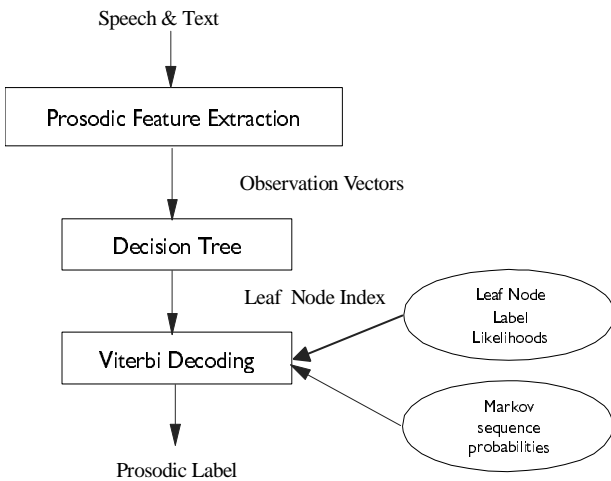 Speech & Text
Prosodic Feature Extraction
Observation Vectors
Decision Tree
Leaf Node Index
Leaf Node
Label
Likelihoods
Viterbi Decoding
Markov
sequence
probabilities
Prosodic Label